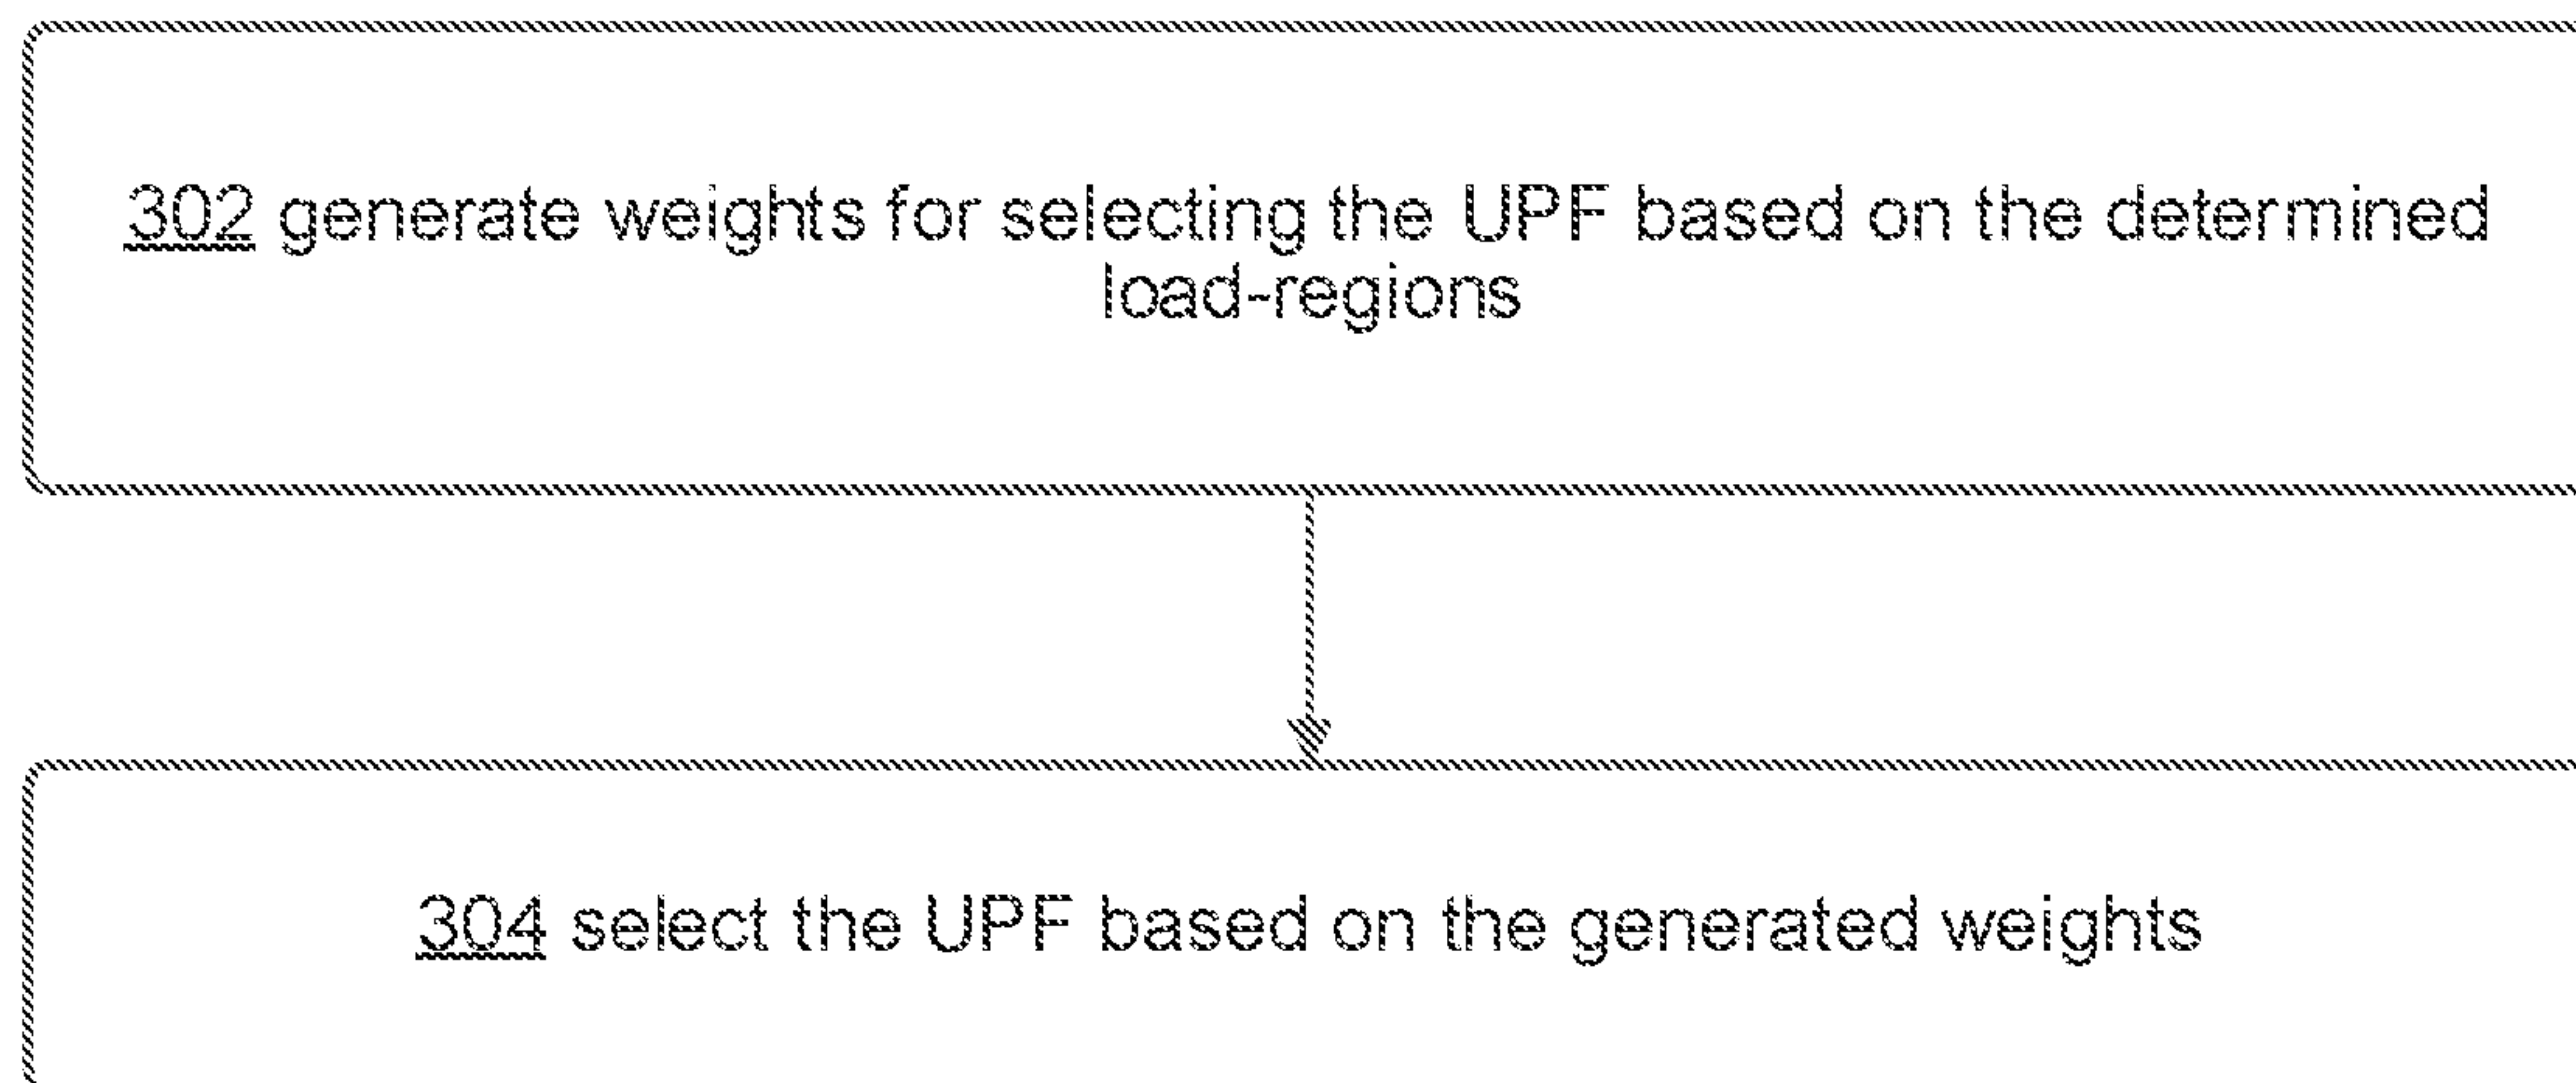 302 generate weights for selecting the UPF based on the determined
load-regions
304 select the UPF based on the generated weights